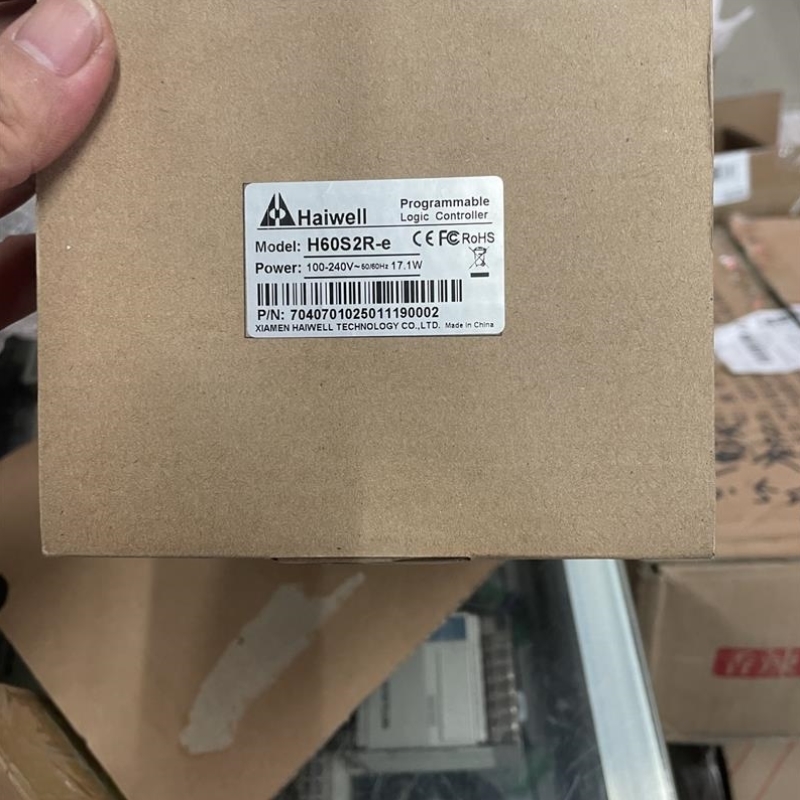 Haiwell
Programmable
Logic Controller
Model: H60S2R-e CE FC RoHS
Power: 100-240V~50/60Hz 17.1W
P/N: 7040701025011190002
XIAMEN HAIWELL TECHNOLOGY CO.,LTD. Made in China